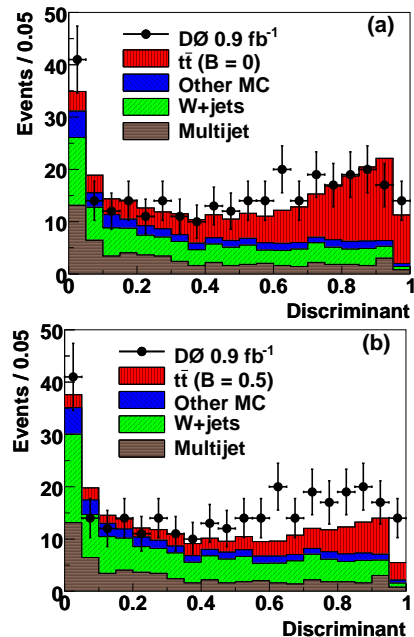 (a)
Events / 0.05
50
40
30
20
10
0
DØ 0.9 fb⁻¹
tt̄ (B = 0)
Other MC
W+jets
Multijet
0 0.2 0.4 0.6 0.8 1
Discriminant
(b)
Events / 0.05
50
40
30
20
10
0
DØ 0.9 fb⁻¹
tt̄ (B = 0.5)
Other MC
W+jets
Multijet
0 0.2 0.4 0.6 0.8 1
Discriminant